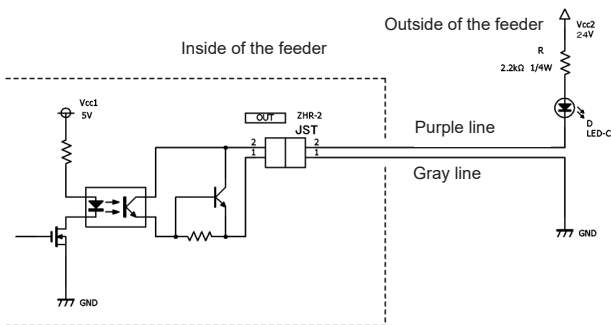 Outside of the feeder
Vcc2
24V
Inside of the feeder
R
2.2kΩ 1/4W
Vcc1
5V
OUT
ZHR-2
JST
D
LED-C
Purple line
2
2
1
1
Gray line
GND
GND